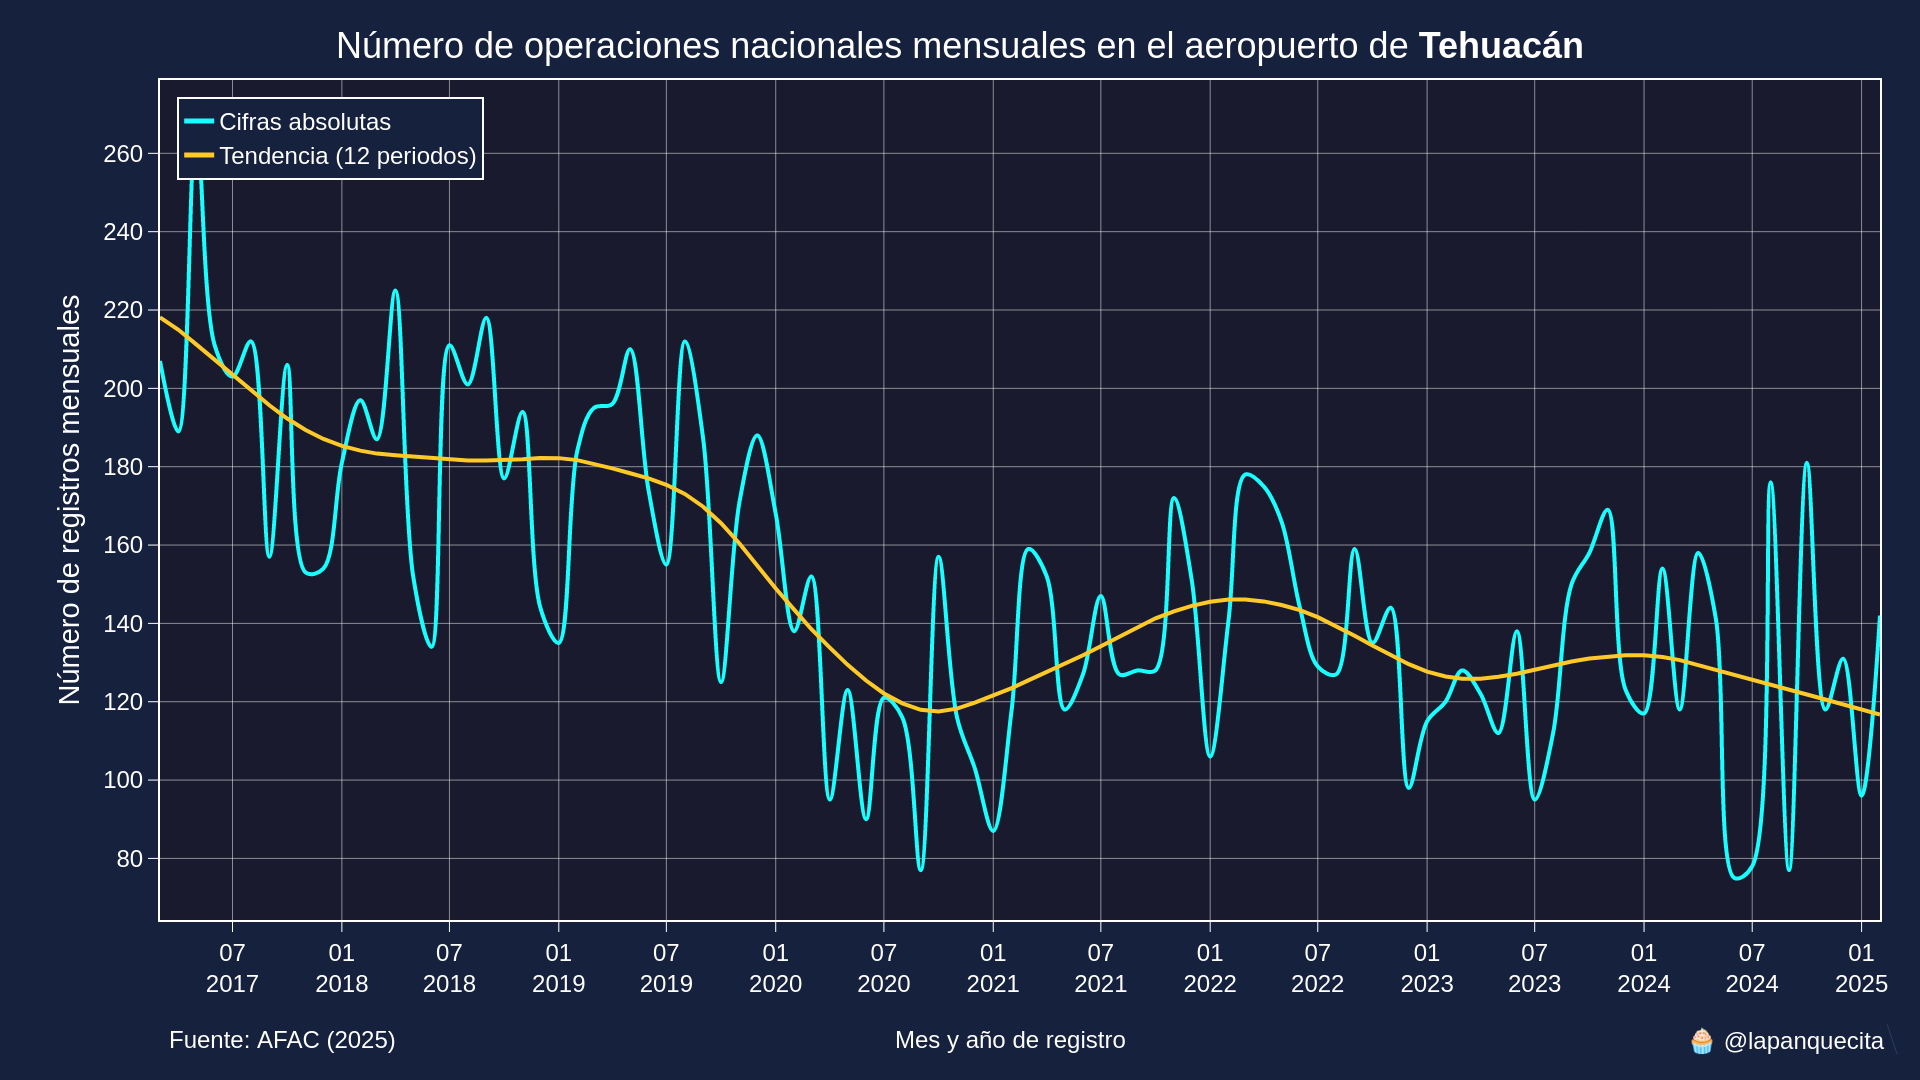 Número de operaciones nacionales mensuales en el aeropuerto de Tehuacán
Cifras absolutas
Tendencia (12 periodos)
Número de registros mensuales
260
240
220
200
180
160
140
120
100
80
07 01 07 01 07 01 07 01 07 01 07 01 07 01 07 01
2017 2018 2018 2019 2019 2020 2020 2021 2021 2022 2022 2023 2023 2024 2024 2025
Fuente: AFAC (2025)
Mes y año de registro
🧁 @lapanquecita